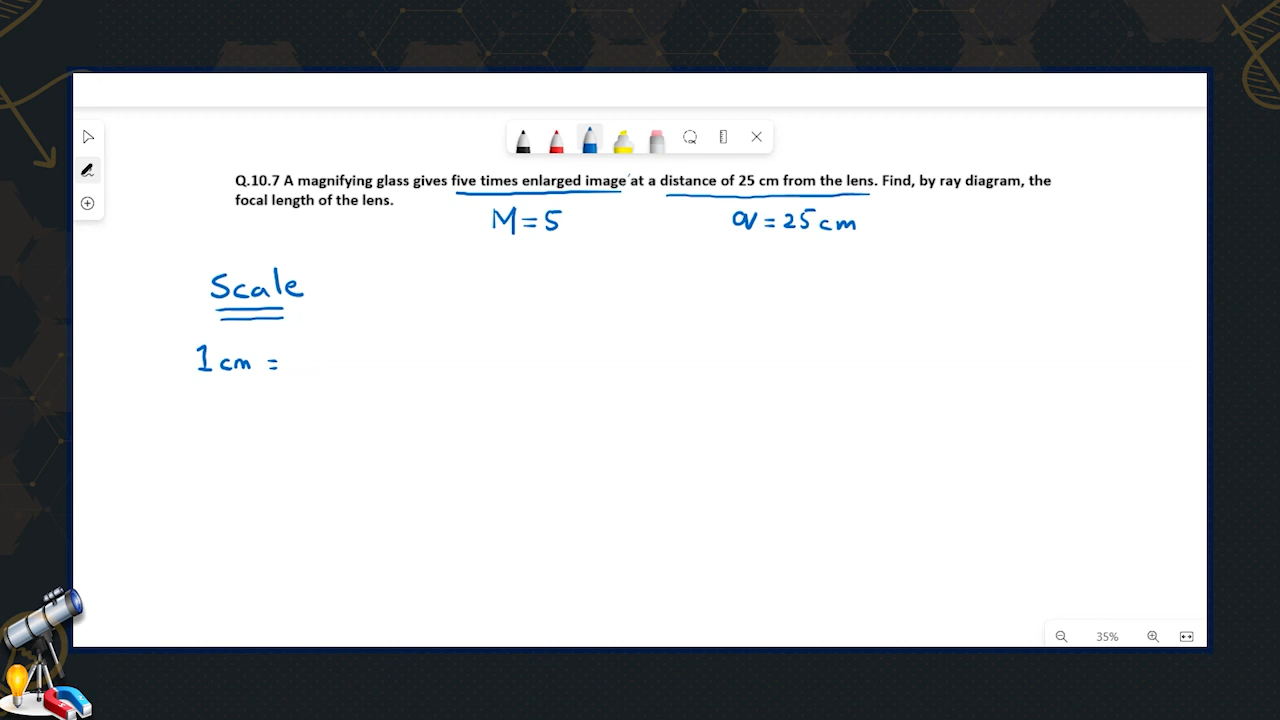 Q.10.7 A magnifying glass gives five times enlarged image at a distance of 25 cm from the lens. Find, by ray diagram, the
focal length of the lens.
M = 5
q = 25 cm
Scale
1 cm =
35%